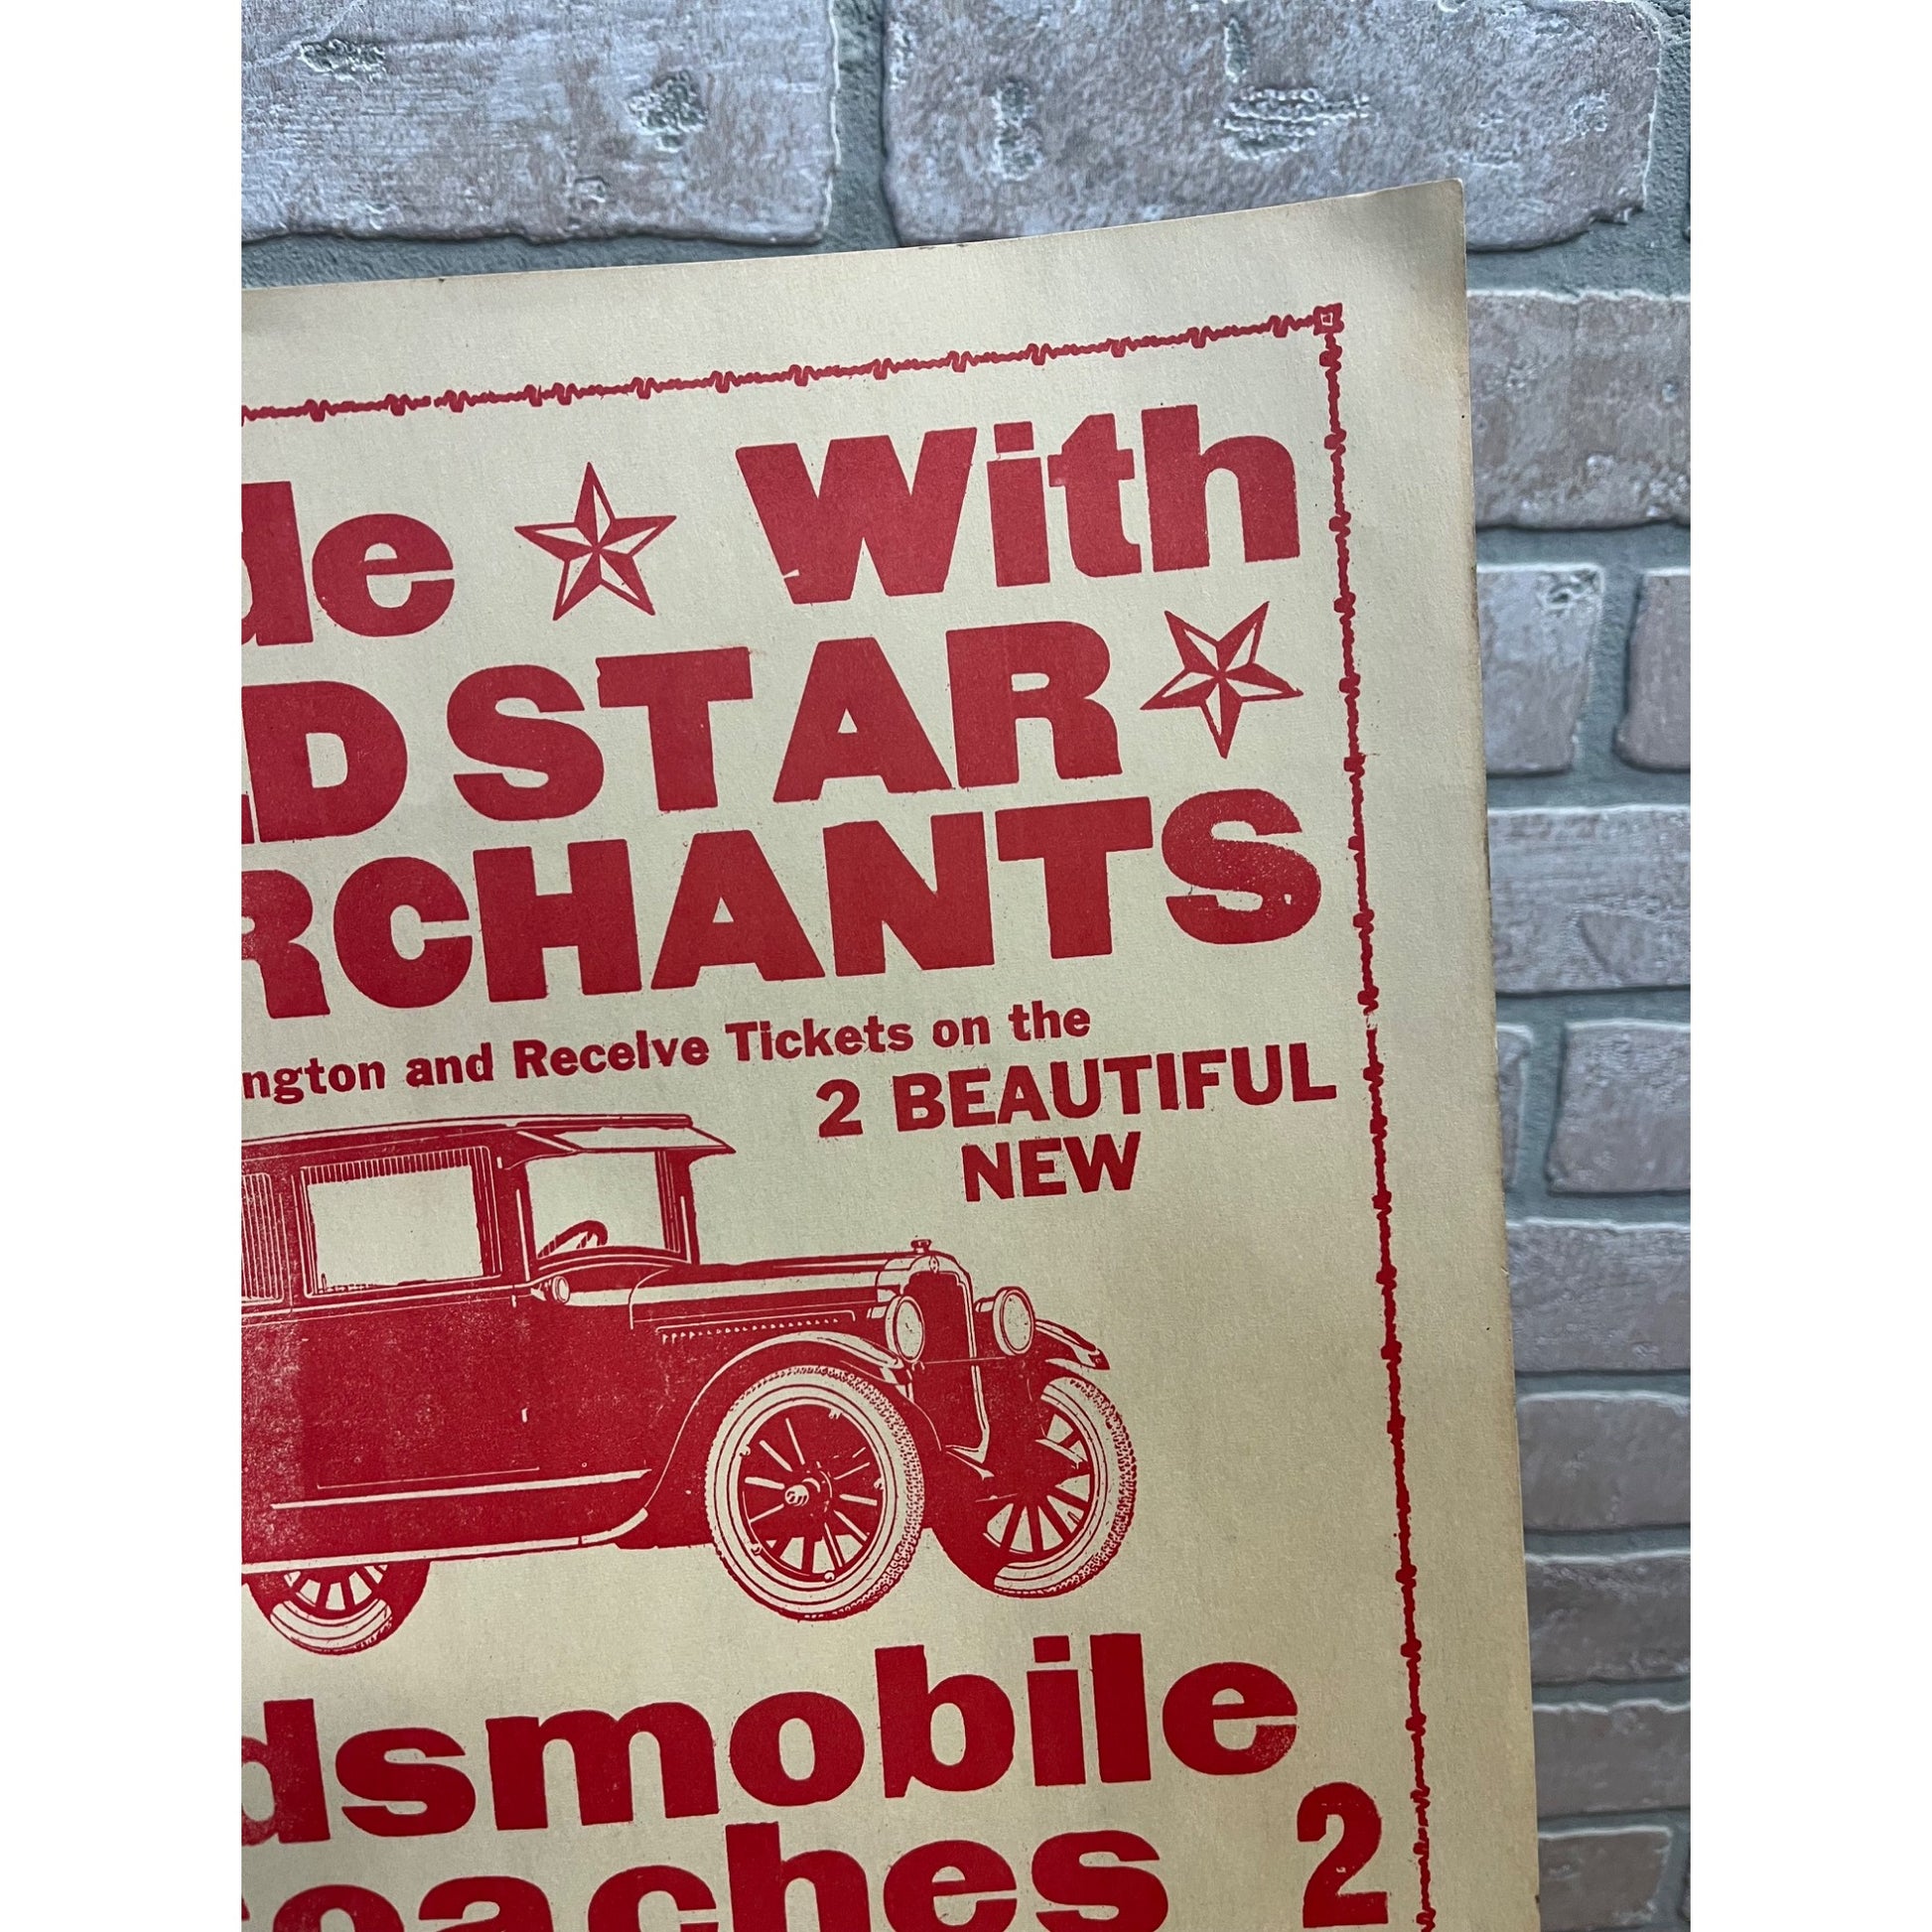 de With
D STAR
RCHANTS
ngton and Receive Tickets on the
2 BEAUTIFUL
NEW
dsmobile
oaches 2